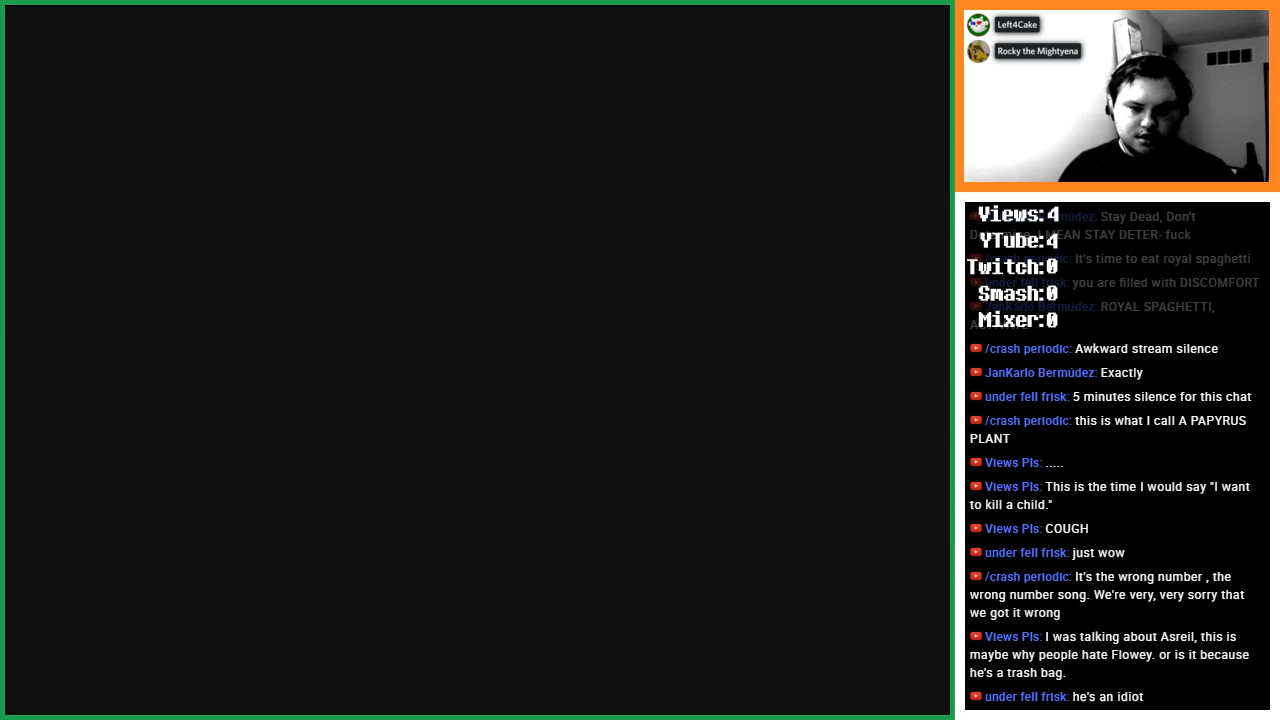 Left4Cake
Rocky the Mightyena
Views:4
YTube:4
Twitch:0
Smash:0
Mixer:0
Stay Dead, Don't
I MEAN STAY DETER- fuck
It's time to eat royal spaghetti
under fell frisk: you are filled with DISCOMFORT
JanKarlo Bermúdez: ROYAL SPAGHETTI,
/crash periodic: Awkward stream silence
JanKarlo Bermúdez: Exactly
under fell frisk: 5 minutes silence for this chat
/crash periodic: this is what I call A PAPYRUS
PLANT
Views Pls: .....
Views Pls: This is the time I would say "I want
to kill a child."
Views Pls: COUGH
under fell frisk: just wow
/crash periodic: It's the wrong number , the
wrong number song. We're very, very sorry that
we got it wrong
Views Pls: I was talking about Asreil, this is
maybe why people hate Flowey. or is it because
he's a trash bag.
under fell frisk: he's an idiot